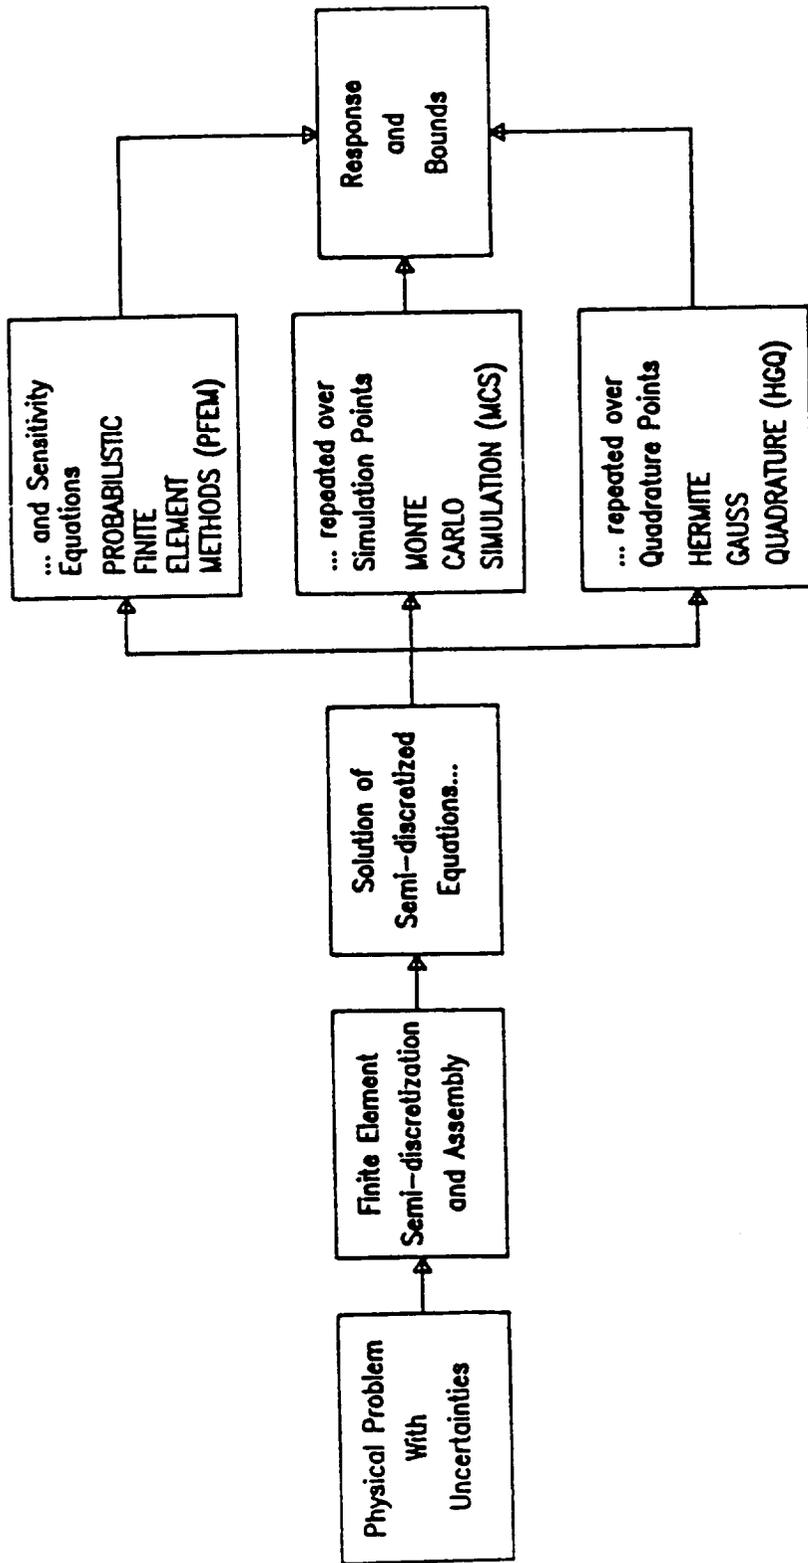 Physical Problem
With
Uncertainties
Finite Element
Semi-discretization
and Assembly
Solution of
Semi-discretized
Equations...
... and Sensitivity
Equations
PROBABILISTIC
FINITE
ELEMENT
METHODS (PFEM)
... repeated over
Simulation Points
MONTE
CARLO
SIMULATION (MCS)
... repeated over
Quadrature Points
HERMITE
GAUSS
QUADRATURE (HGQ)
Response
and
Bounds